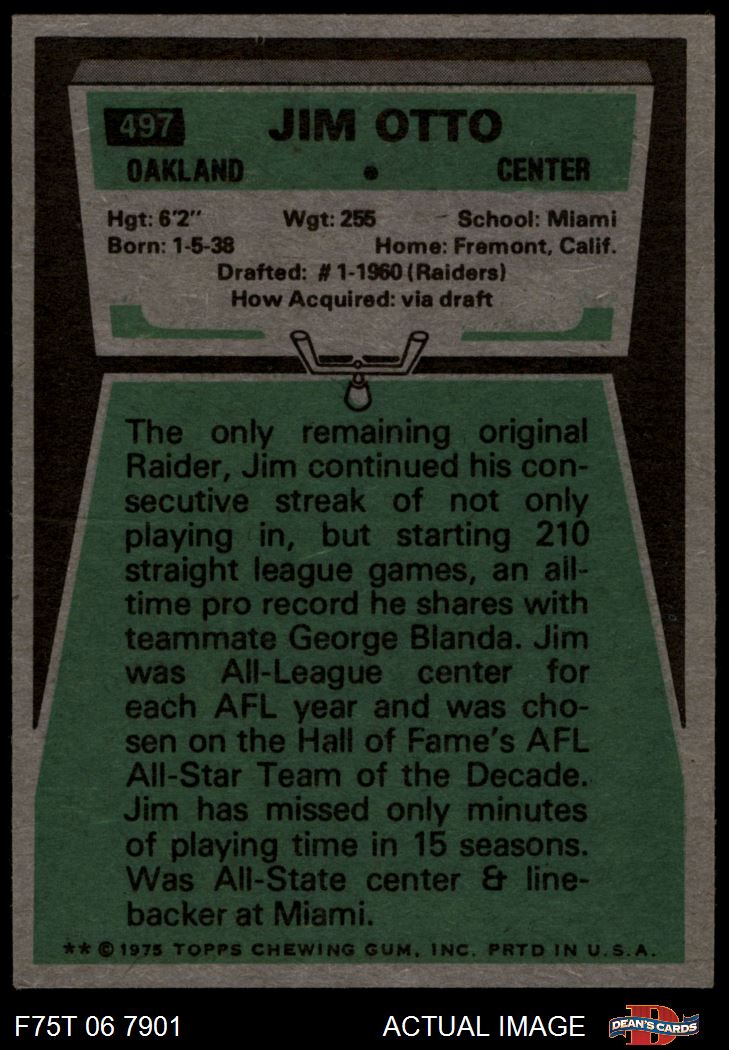 497 JIM OTTO
OAKLAND • CENTER
Hgt: 6'2" Wgt: 255 School: Miami
Born: 1-5-38 Home: Fremont, Calif.
Drafted: #1-1960 (Raiders)
How Acquired: via draft
The only remaining original
Raider, Jim continued his con-
secutive streak of not only
playing in, but starting 210
straight league games, an all-
time pro record he shares with
teammate George Blanda. Jim
was All-League center for
each AFL year and was cho-
sen on the Hall of Fame's AFL
All-Star Team of the Decade.
Jim has missed only minutes
of playing time in 15 seasons.
Was All-State center & line-
backer at Miami.
** © 1975 TOPPS CHEWING GUM, INC. PRTD IN U.S.A.
F75T 06 7901 ACTUAL IMAGE D DEAN'S CARDS